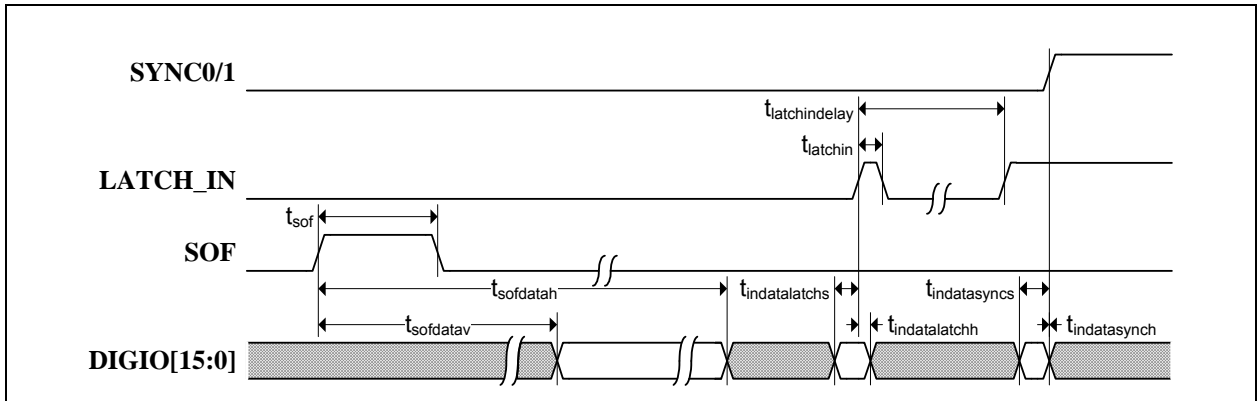 SYNC0/1
tlatchindelay
tlatchin
LATCH_IN
tsof
SOF
tsofdatah
tindatalatchs
tindatasyncs
tsofdatav
tindatalatchh
tindatasynch
DIGIO[15:0]